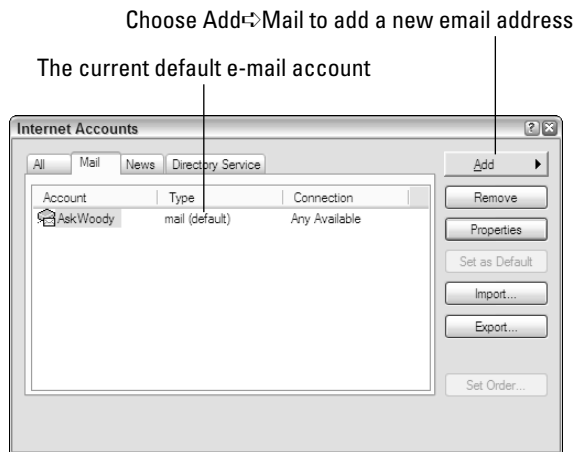 Choose Add➪Mail to add a new email address
The current default e-mail account
Internet Accounts
All Mail News Directory Service
Add
Account Type Connection
Remove
AskWoody mail (default) Any Available
Properties
Set as Default
Import...
Export...
Set Order...